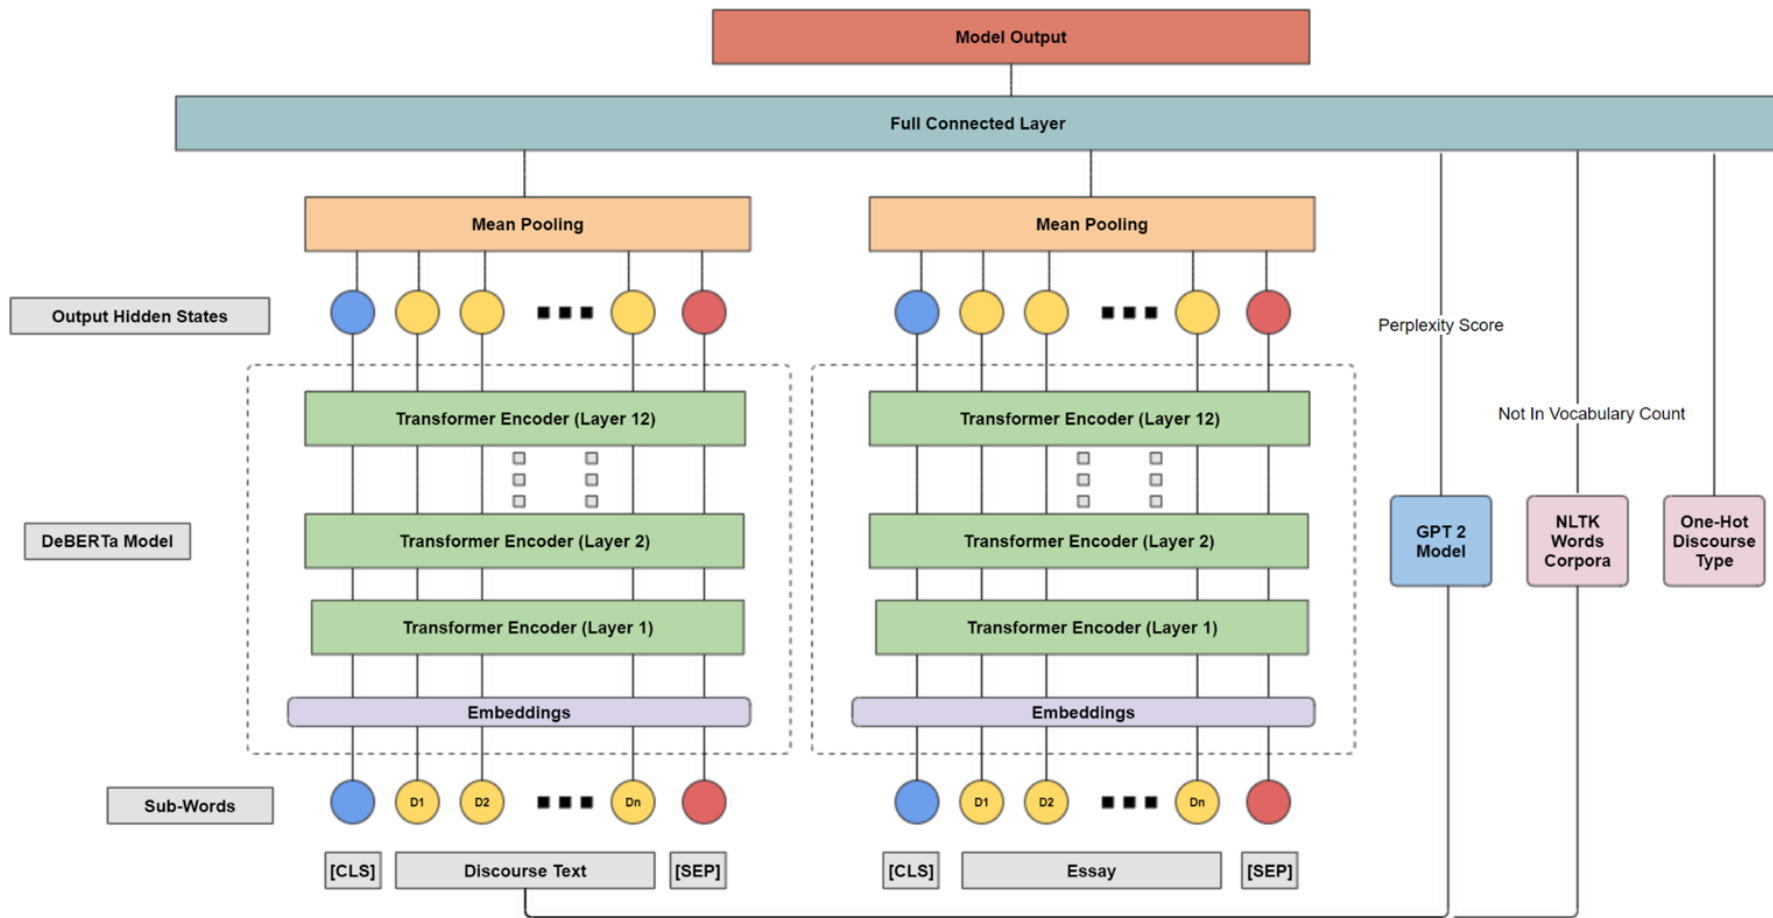 Model Output
Full Connected Layer
Mean Pooling
Mean Pooling
Output Hidden States
Perplexity Score
Transformer Encoder (Layer 12)
Transformer Encoder (Layer 12)
Not In Vocabulary Count
DeBERTa Model
Transformer Encoder (Layer 2)
Transformer Encoder (Layer 2)
GPT 2
Model
NLTK
Words
Corpora
One-Hot
Discourse
Type
Transformer Encoder (Layer 1)
Transformer Encoder (Layer 1)
Embeddings
Embeddings
Sub-Words
D1
D2
Dn
D1
D2
Dn
[CLS]
Discourse Text
[SEP]
[CLS]
Essay
[SEP]